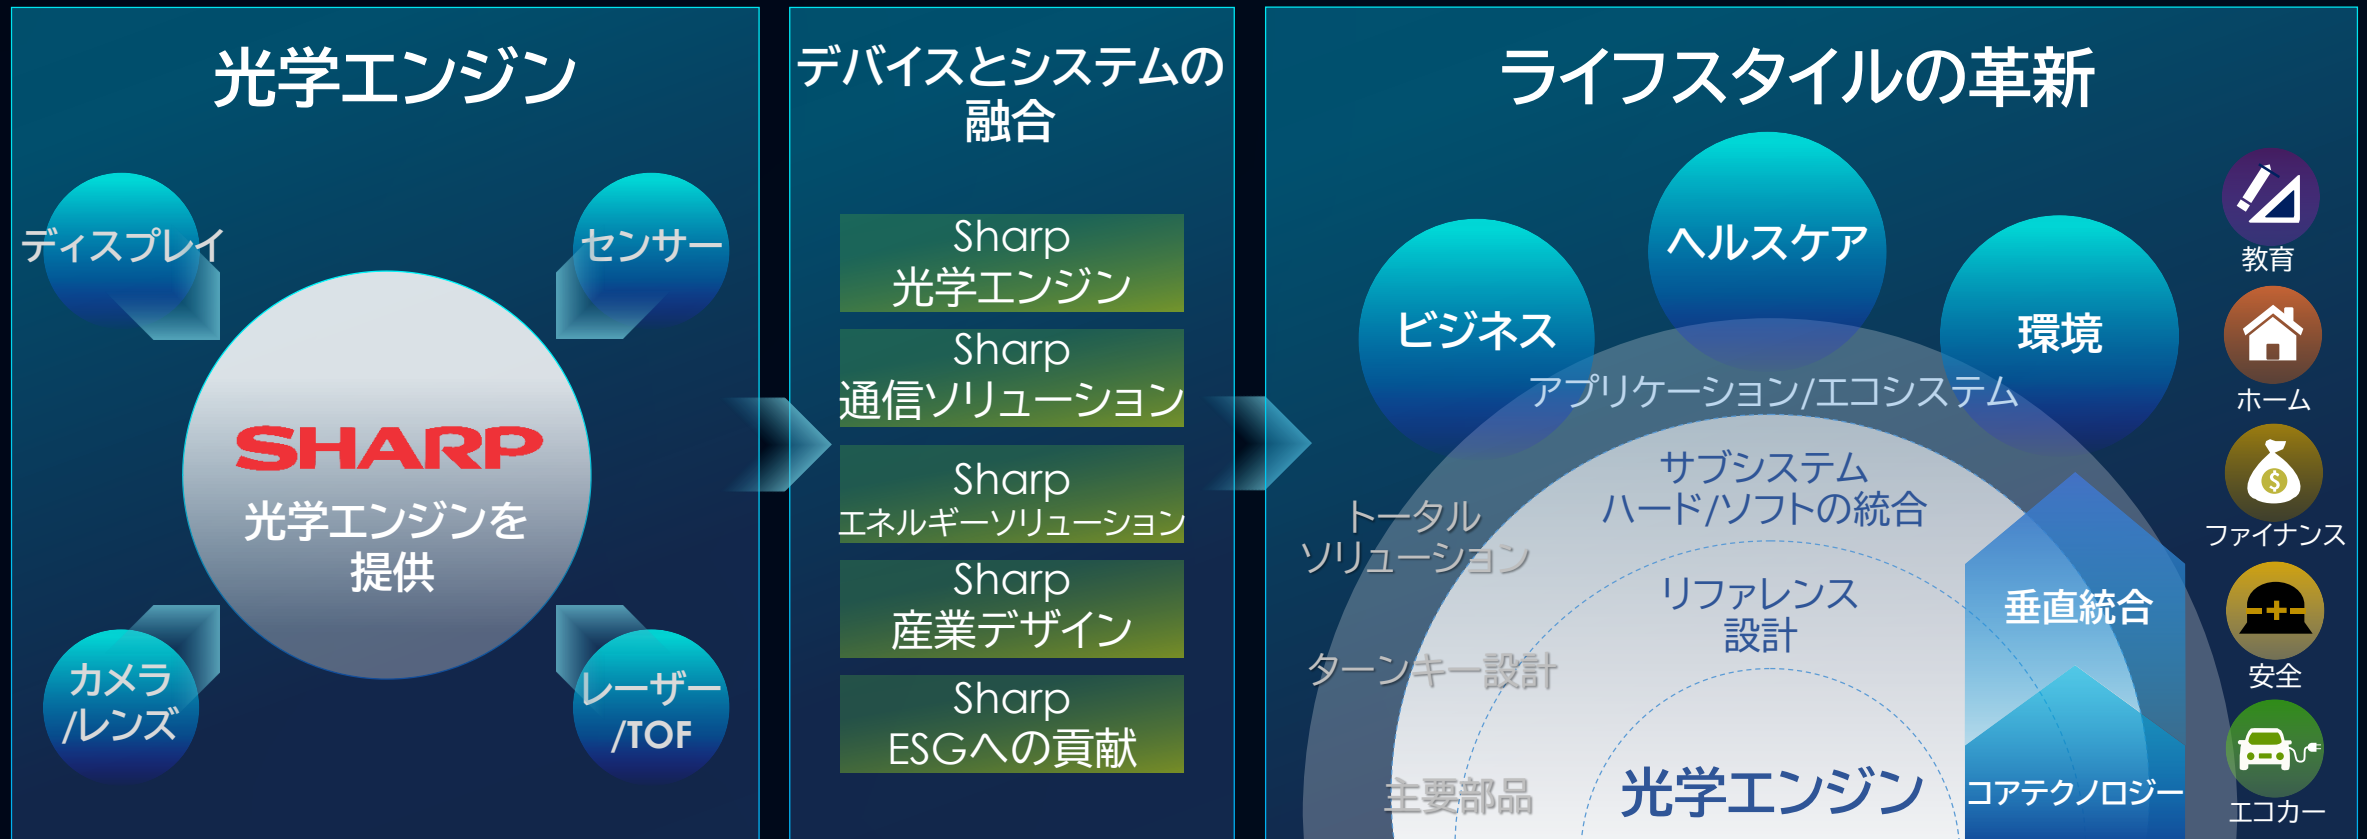 光学エンジン
ディスプレイ
センサー
SHARP
光学エンジンを
提供
カメラ
/レンズ
レーザー
/TOF
デバイスとシステムの
融合
Sharp
光学エンジン
Sharp
通信ソリューション
Sharp
エネルギーソリューション
Sharp
産業デザイン
Sharp
ESGへの貢献
ライフスタイルの革新
ビジネス
ヘルスケア
環境
アプリケーション/エコシステム
サブシステム
ハード/ソフトの統合
トータル
ソリューション
リファレンス
設計
ターンキー設計
主要部品
光学エンジン
垂直統合
コアテクノロジー
教育
ホーム
$
ファイナンス
安全
エコカー